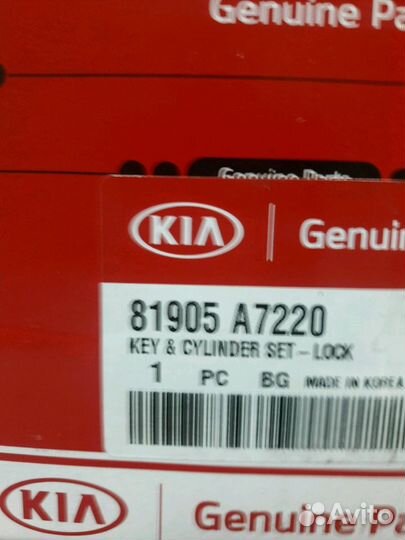 Genuine Pa
Genuine Parts
KIA
Genuin
81905 A7220
KEY & CYLINDER SET-LOCK
1 PC BG MADE IN KOREA
KIA
Genuine Pa
Avito